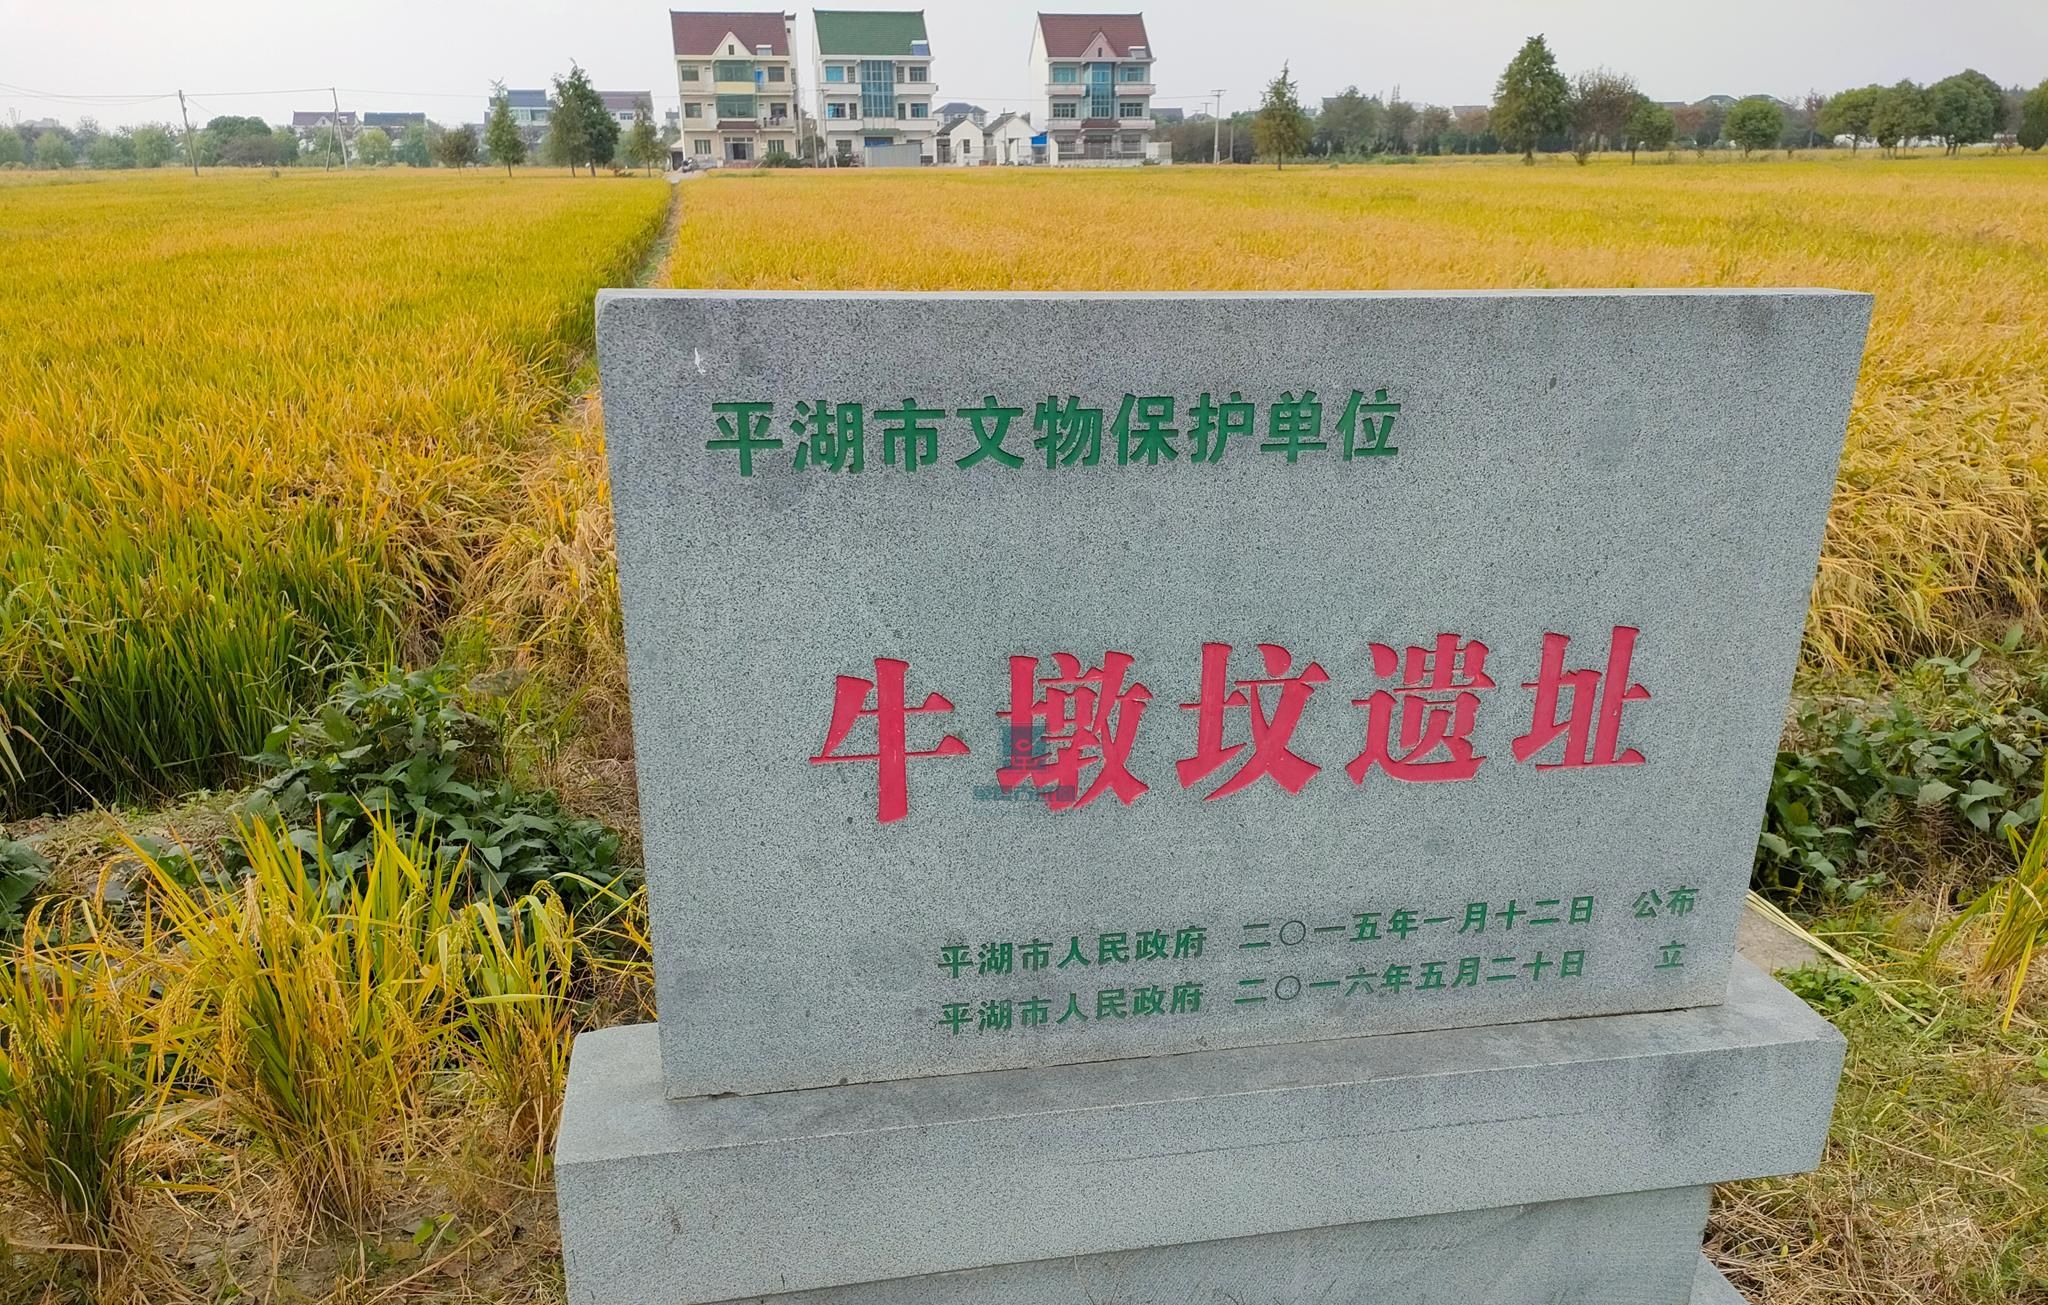 平湖市文物保护单位
牛墩坟遗址
平湖市人民政府 二〇一五年一月十二日 公布
平湖市人民政府 二〇一六年五月二十日 立